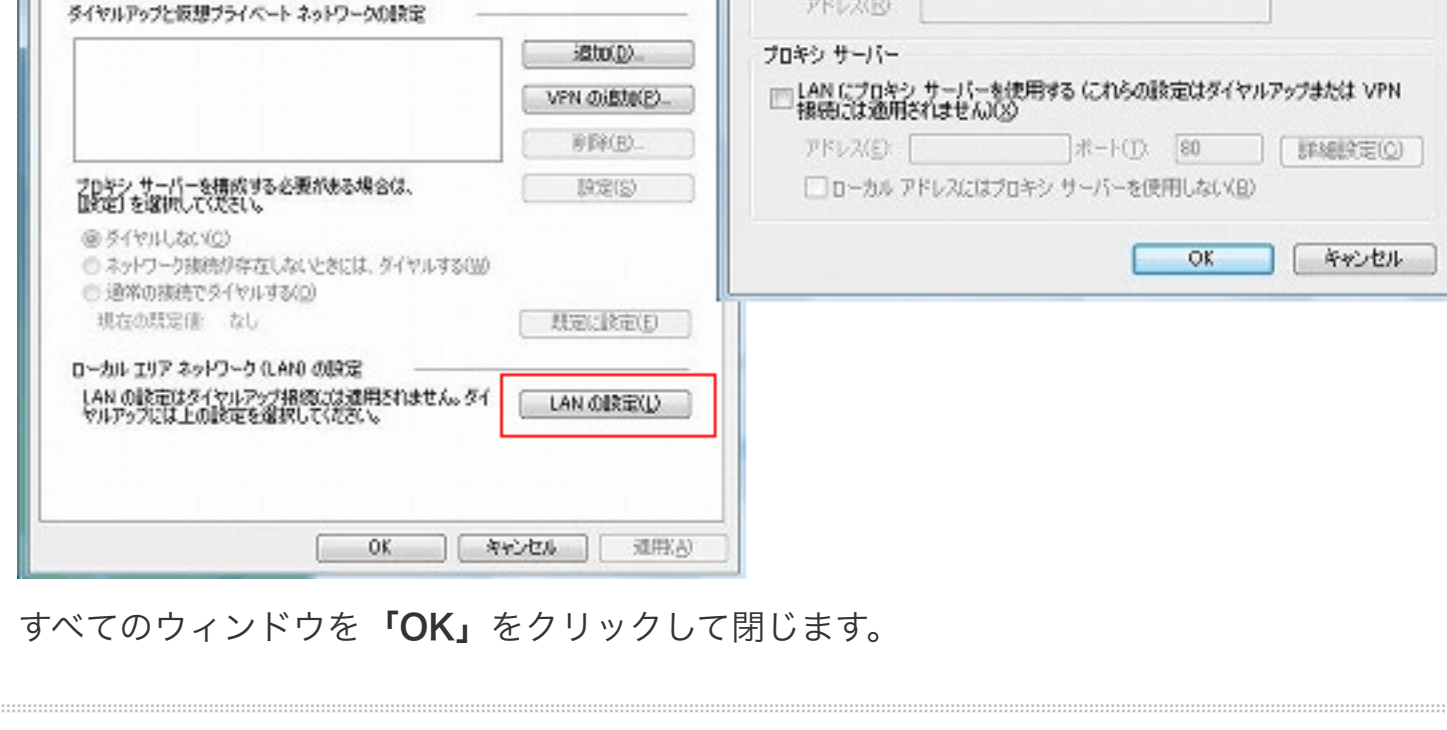 ダイヤルアップと仮想プライベート ネットワークの設定
追加(D)...
VPN の追加(P)...
削除(R)...
プロキシ サーバーを構成する必要がある場合は、
[設定] を選択してください。
設定(S)
ダイヤルしない(C)
ネットワーク接続が存在しないときには、ダイヤルする(W)
通常の接続でダイヤルする(O)
現在の既定値: なし
既定に設定(E)
ローカル エリア ネットワーク (LAN) の設定
LAN の設定はダイヤルアップ接続には適用されません。ダイ
ヤルアップには上の設定を選択してください。
LAN の設定(L)
OK
キャンセル
適用(A)
アドレス(R)
プロキシ サーバー
LAN にプロキシ サーバーを使用する (これらの設定はダイヤルアップまたは VPN
接続には適用されません)(X)
アドレス(E):
ポート(T):
80
詳細設定(C)
ローカル アドレスにはプロキシ サーバーを使用しない(B)
OK
キャンセル
すべてのウィンドウを「OK」をクリックして閉じます。